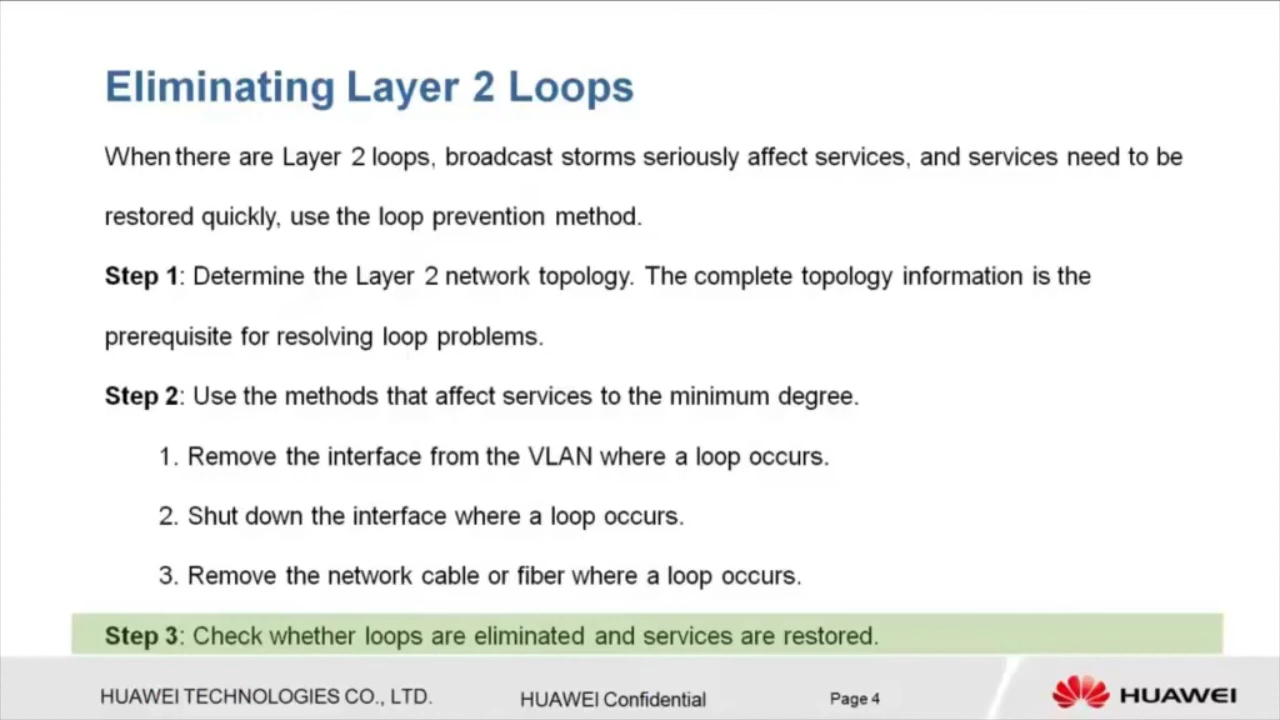 Eliminating Layer 2 Loops
When there are Layer 2 loops, broadcast storms seriously affect services, and services need to be
restored quickly, use the loop prevention method.
Step 1: Determine the Layer 2 network topology. The complete topology information is the
prerequisite for resolving loop problems.
Step 2: Use the methods that affect services to the minimum degree.
1. Remove the interface from the VLAN where a loop occurs.
2. Shut down the interface where a loop occurs.
3. Remove the network cable or fiber where a loop occurs.
Step 3: Check whether loops are eliminated and services are restored.
HUAWEI TECHNOLOGIES CO., LTD.
HUAWEI Confidential
Page 4
HUAWEI